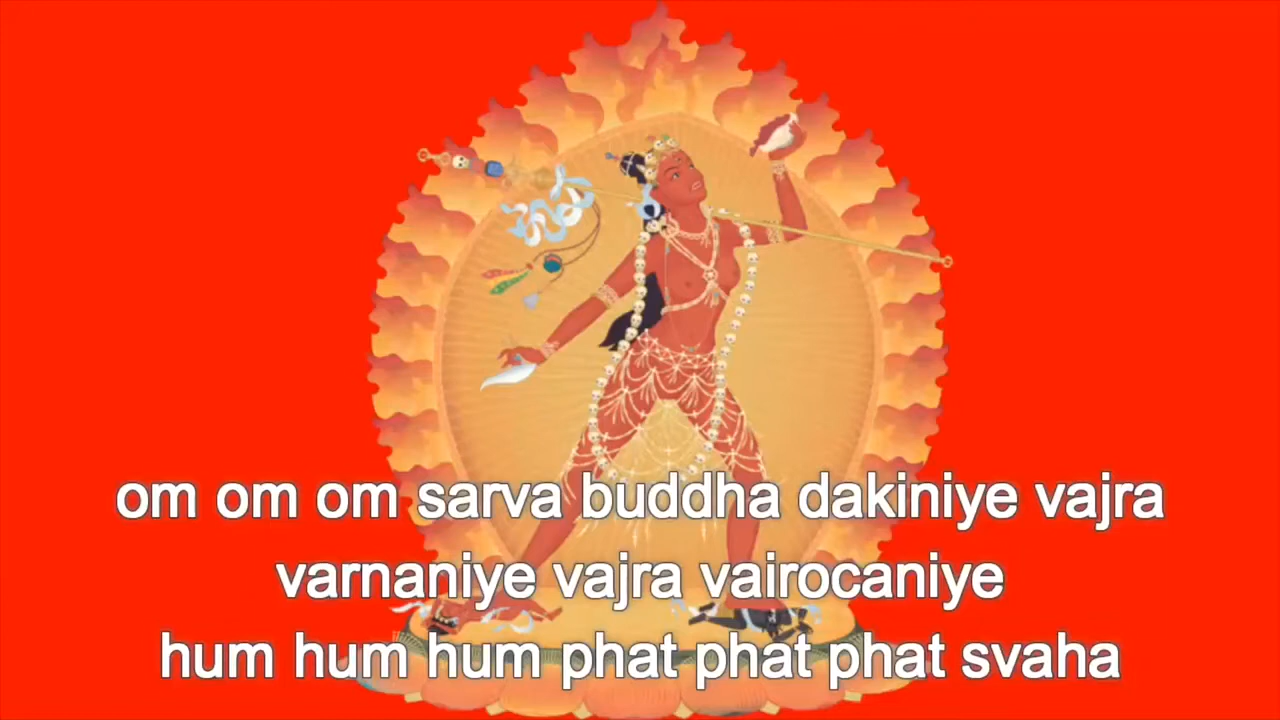 om om om sarva buddha dakiniye vajra
varnaniye vajra vairocaniye
hum hum hum phat phat phat svaha